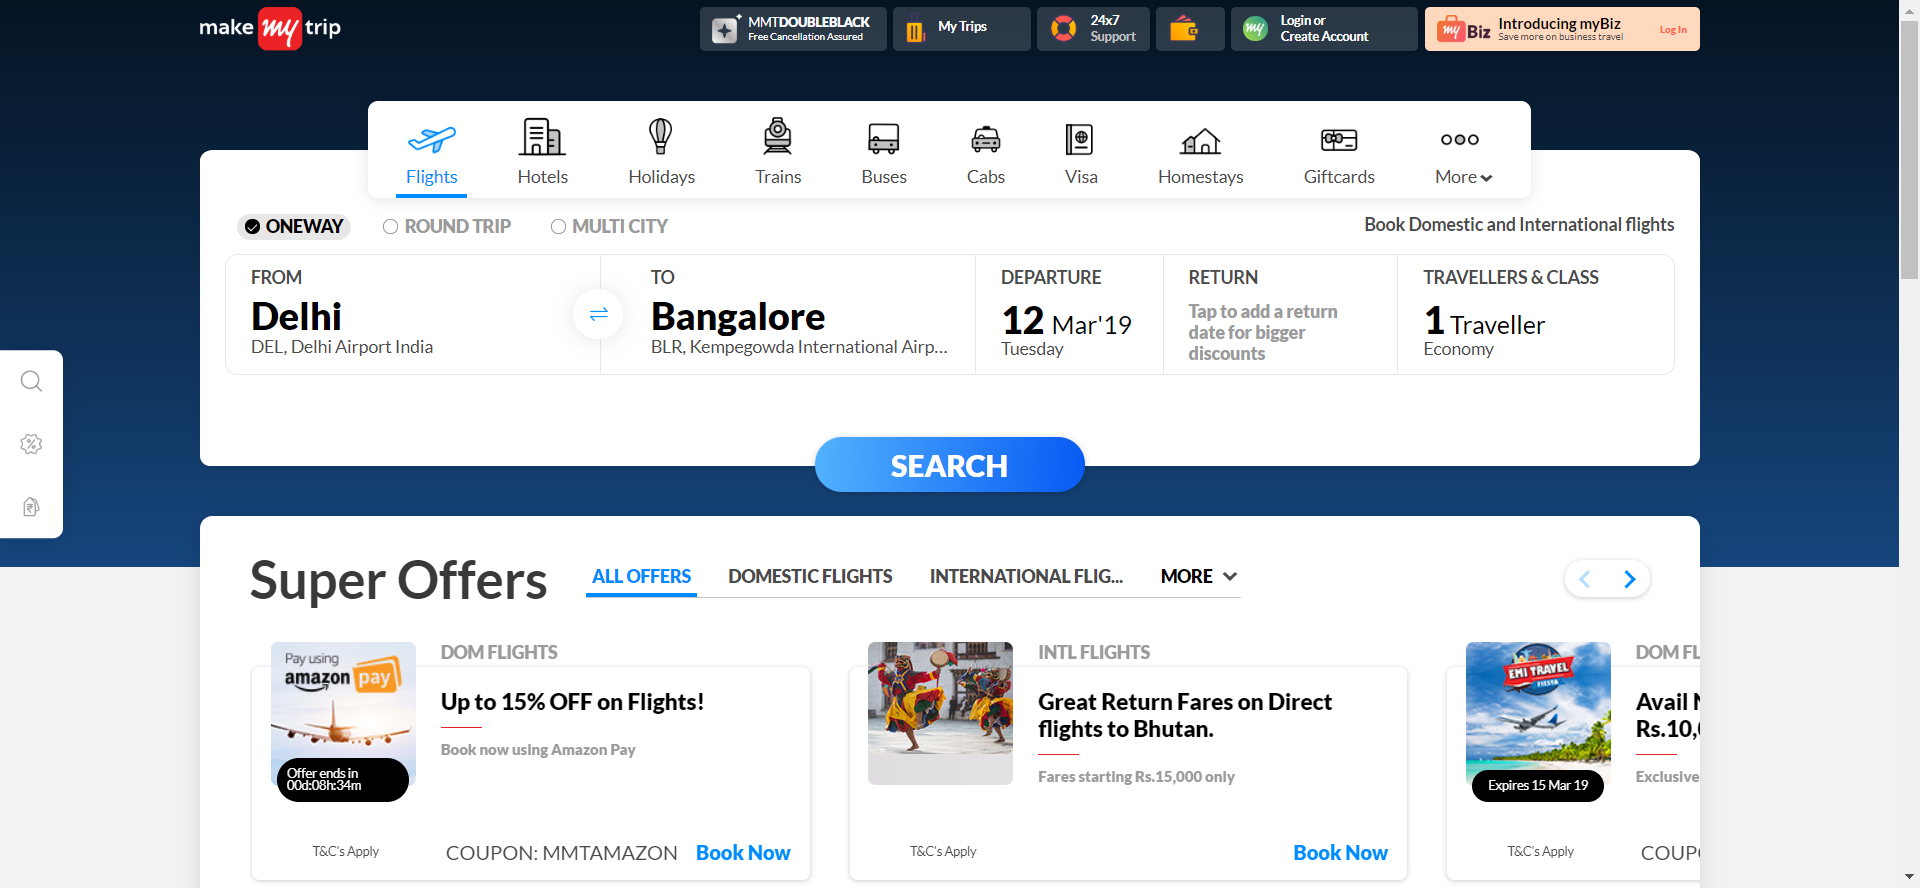 make my trip
MMTDOUBLEBLACK
Free Cancellation Assured
My Trips
24x7
Support
my
Login or
Create Account
my Biz
Introducing myBiz
Save more on business travel
Log In
Flights
Hotels
Holidays
Trains
Buses
Cabs
Visa
Homestays
Giftcards
More
ONEWAY
ROUND TRIP
MULTI CITY
Book Domestic and International flights
FROM
Delhi
DEL, Delhi Airport India
TO
Bangalore
BLR, Kempegowda International Airp...
DEPARTURE
12 Mar'19
Tuesday
RETURN
Tap to add a return
date for bigger
discounts
TRAVELLERS & CLASS
1 Traveller
Economy
SEARCH
Super Offers
ALL OFFERS
DOMESTIC FLIGHTS
INTERNATIONAL FLIG...
MORE
Pay using
amazon pay
Offer ends in
00d:08h:34m
DOM FLIGHTS
Up to 15% OFF on Flights!
Book now using Amazon Pay
T&C's Apply
COUPON: MMTAMAZON
Book Now
INTL FLIGHTS
Great Return Fares on Direct
flights to Bhutan.
Fares starting Rs.15,000 only
T&C's Apply
Book Now
EMI TRAVEL
FIESTA
Expires 15 Mar 19
DOM FL
Avail
Rs.10,
Exclusive
T&C's Apply
COUP